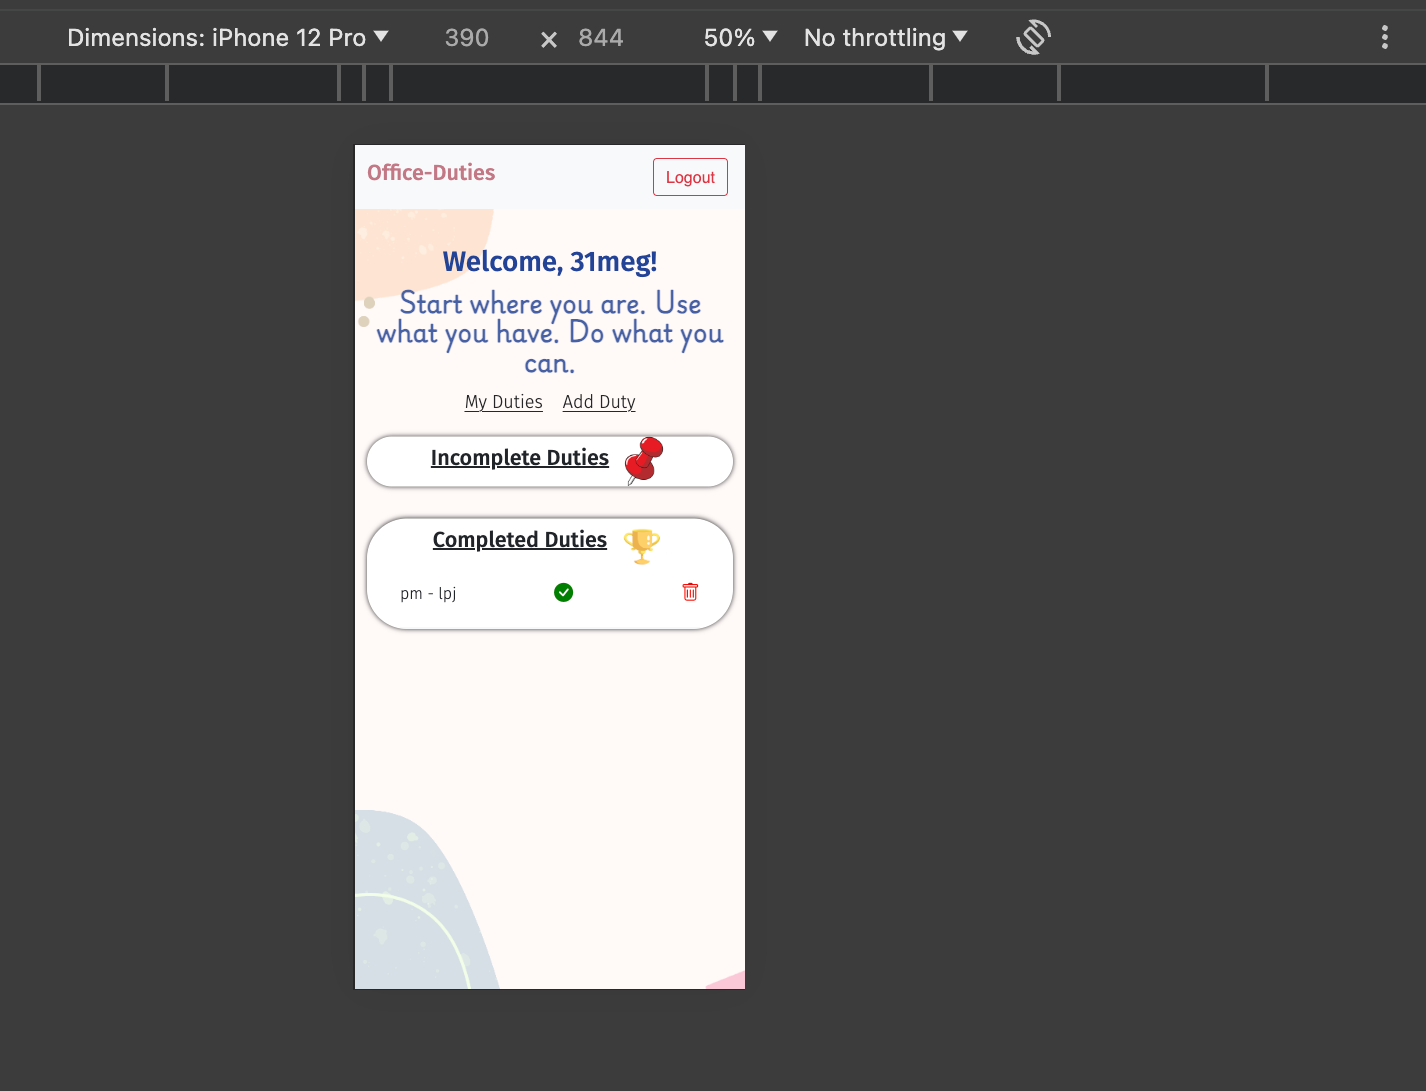 Dimensions: iPhone 12 Pro 390 × 844 50% No throttling
Office-Duties Logout
Welcome, 31meg!
Start where you are. Use
what you have. Do what you
can.
My Duties Add Duty
Incomplete Duties
Completed Duties
pm - lpj